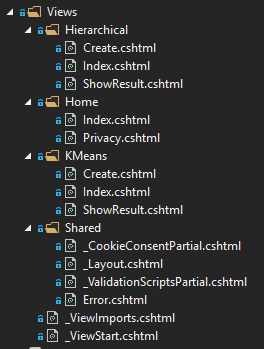 Views
Hierarchical
Create.cshtml
Index.cshtml
ShowResult.cshtml
Home
Index.cshtml
Privacy.cshtml
KMeans
Create.cshtml
Index.cshtml
ShowResult.cshtml
Shared
_CookieConsentPartial.cshtml
_Layout.cshtml
_ValidationScriptsPartial.cshtml
Error.cshtml
_ViewImports.cshtml
_ViewStart.cshtml